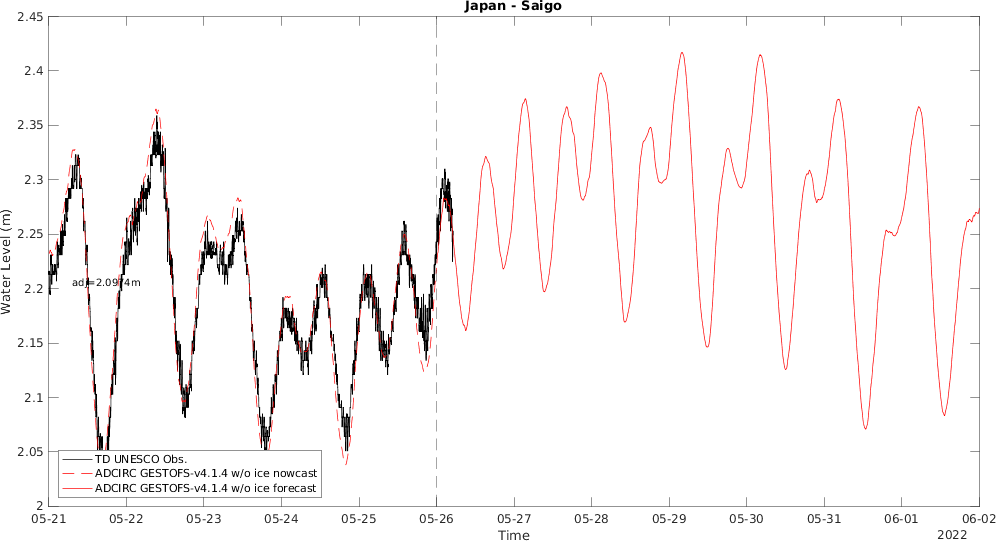 Japan - Saigo
2.45
2.4
2.35
2.3
2.25
2.2
2.15
2.1
2.05
2
Water Level (m)
adj=2.0974m
TD UNESCO Obs.
ADCIRC GESTOFS-v4.1.4 w/o ice nowcast
ADCIRC GESTOFS-v4.1.4 w/o ice forecast
05-21 05-22 05-23 05-24 05-25 05-26 05-27 05-28 05-29 05-30 05-31 06-01 06-02
Time
2022